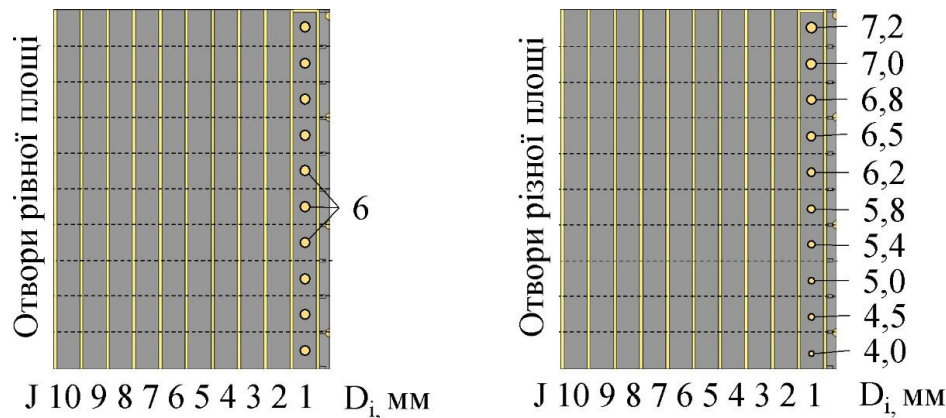 Отвори рівної площі
6
J 10 9 8 7 6 5 4 3 2 1 D_i, мм
Отвори різної площі
7,2
7,0
6,8
6,5
6,2
5,8
5,4
5,0
4,5
4,0
J 10 9 8 7 6 5 4 3 2 1 D_i, мм